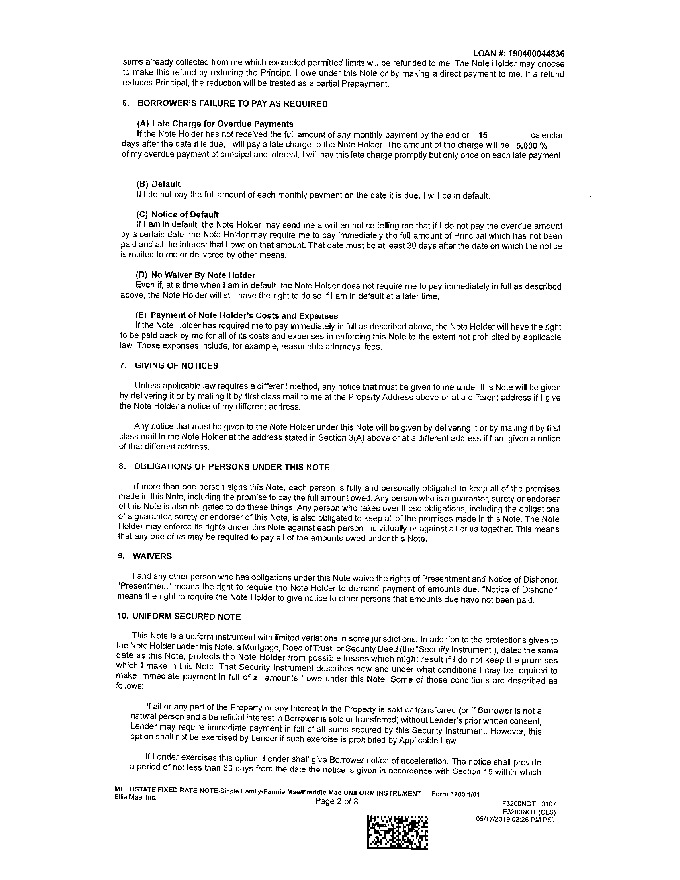 LOAN #: 190400044836
sums already collected from me which exceeded permitted limits will be refunded to me. The Note Holder may choose
to make this refund by reducing the Principal I owe under this Note or by making a direct payment to me. If a refund
reduces Principal, the reduction will be treated as a partial Prepayment.
6. BORROWER'S FAILURE TO PAY AS REQUIRED
(A) Late Charge for Overdue Payments
If the Note Holder has not received the full amount of any monthly payment by the end of 15 calendar
days after the date it is due, I will pay a late charge to the Note Holder. The amount of the charge will be 5.000 %
of my overdue payment of principal and interest. I will pay this late charge promptly but only once on each late payment.
(B) Default
If I do not pay the full amount of each monthly payment on the date it is due, I will be in default.
(C) Notice of Default
If I am in default, the Note Holder may send me a written notice telling me that if I do not pay the overdue amount
by a certain date, the Note Holder may require me to pay immediately the full amount of Principal which has not been
paid and all the interest that I owe on that amount. That date must be at least 30 days after the date on which the notice
is mailed to me or delivered by other means.
(D) No Waiver By Note Holder
Even if, at a time when I am in default, the Note Holder does not require me to pay immediately in full as described
above, the Note Holder will still have the right to do so if I am in default at a later time.
(E) Payment of Note Holder's Costs and Expenses
If the Note Holder has required me to pay immediately in full as described above, the Note Holder will have the right
to be paid back by me for all of its costs and expenses in enforcing this Note to the extent not prohibited by applicable
law. Those expenses include, for example, reasonable attorneys' fees.
7. GIVING OF NOTICES
Unless applicable law requires a different method, any notice that must be given to me under this Note will be given
by delivering it or by mailing it by first class mail to me at the Property Address above or at a different address if I give
the Note Holder a notice of my different address.
Any notice that must be given to the Note Holder under this Note will be given by delivering it or by mailing it by first
class mail to the Note Holder at the address stated in Section 3(A) above or at a different address if I am given a notice
of that different address.
8. OBLIGATIONS OF PERSONS UNDER THIS NOTE
If more than one person signs this Note, each person is fully and personally obligated to keep all of the promises
made in this Note, including the promise to pay the full amount owed. Any person who is a guarantor, surety or endorser
of this Note is also obligated to do these things. Any person who takes over these obligations, including the obligations
of a guarantor, surety or endorser of this Note, is also obligated to keep all of the promises made in this Note. The Note
Holder may enforce its rights under this Note against each person individually or against all of us together. This means
that any one of us may be required to pay all of the amounts owed under this Note.
9. WAIVERS
I and any other person who has obligations under this Note waive the rights of Presentment and Notice of Dishonor.
"Presentment" means the right to require the Note Holder to demand payment of amounts due. "Notice of Dishonor"
means the right to require the Note Holder to give notice to other persons that amounts due have not been paid.
10. UNIFORM SECURED NOTE
This Note is a uniform instrument with limited variations in some jurisdictions. In addition to the protections given to
the Note Holder under this Note, a Mortgage, Deed of Trust, or Security Deed (the "Security Instrument"), dated the same
date as this Note, protects the Note Holder from possible losses which might result if I do not keep the promises
which I make in this Note. That Security Instrument describes how and under what conditions I may be required to
make immediate payment in full of all amounts I owe under this Note. Some of those conditions are described as
follows:
If all or any part of the Property or any Interest in the Property is sold or transferred (or if Borrower is not a
natural person and a beneficial interest in Borrower is sold or transferred) without Lender's prior written consent,
Lender may require immediate payment in full of all sums secured by this Security Instrument. However, this
option shall not be exercised by Lender if such exercise is prohibited by Applicable Law.
If Lender exercises this option, Lender shall give Borrower notice of acceleration. The notice shall provide
a period of not less than 30 days from the date the notice is given in accordance with Section 15 within which
MULTISTATE FIXED RATE NOTE-Single Family-Fannie Mae/Freddie Mac UNIFORM INSTRUMENT Form 3200 1/01
Ellie Mae, Inc. Page 2 of 3
F3200NOT 0107
F3200NOT (CLS)
05/17/2019 02:26 PM PST